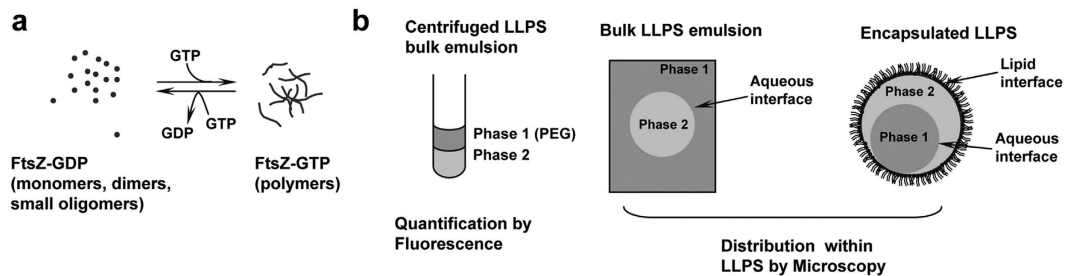 a
GTP
GDP
GTP
FtsZ-GDP
(monomers, dimers,
small oligomers)
FtsZ-GTP
(polymers)
b
Centrifuged LLPS
bulk emulsion
Phase 1 (PEG)
Phase 2
Quantification by
Fluorescence
Bulk LLPS emulsion
Phase 1
Phase 2
Aqueous
interface
Encapsulated LLPS
Phase 2
Phase 1
Lipid
interface
Aqueous
interface
Distribution within
LLPS by Microscopy